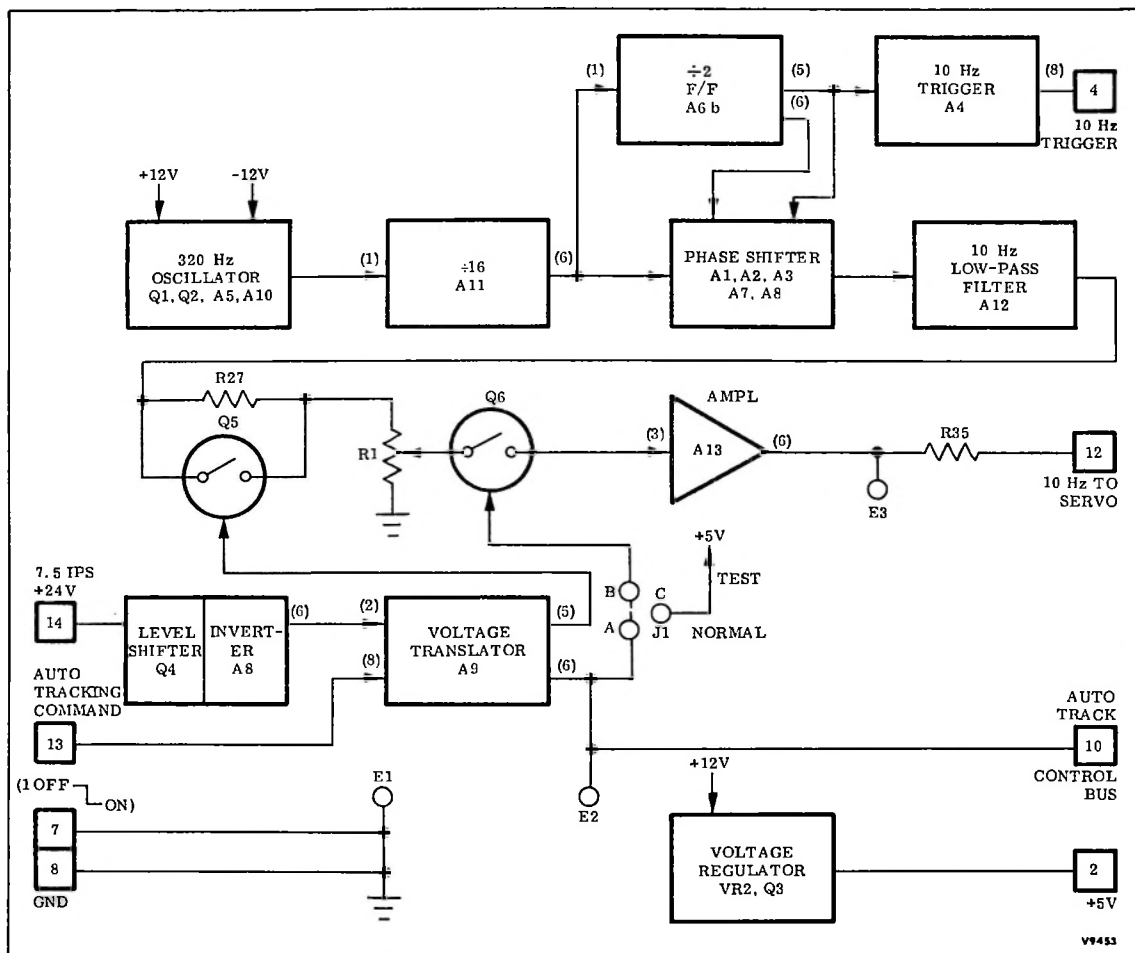 (1)
÷2
F/F
A6 b
(5)
(6)
10 Hz
TRIGGER
A4
(8)
4
10 Hz
TRIGGER
+12V
-12V
320 Hz
OSCILLATOR
Q1, Q2, A5, A10
(1)
÷16
A11
(6)
PHASE SHIFTER
A1, A2, A3
A7, A8
10 Hz
LOW-PASS
FILTER
A12
R27
Q5
R1
Q6
(3)
AMPL
A13
(6)
E3
R35
12
10 Hz TO
SERVO
7.5 IPS
+24V
14
LEVEL
SHIFTER
Q4
INVERT-
ER
A8
(6)
(2)
(8)
VOLTAGE
TRANSLATOR
A9
(5)
(6)
B
A
C
J1
+5V
TEST
NORMAL
AUTO
TRACKING
COMMAND
13
(1 OFF
ON)
7
8
GND
E1
E2
AUTO
TRACK
10
CONTROL
BUS
+12V
VOLTAGE
REGULATOR
VR2, Q3
2
+5V
V9453